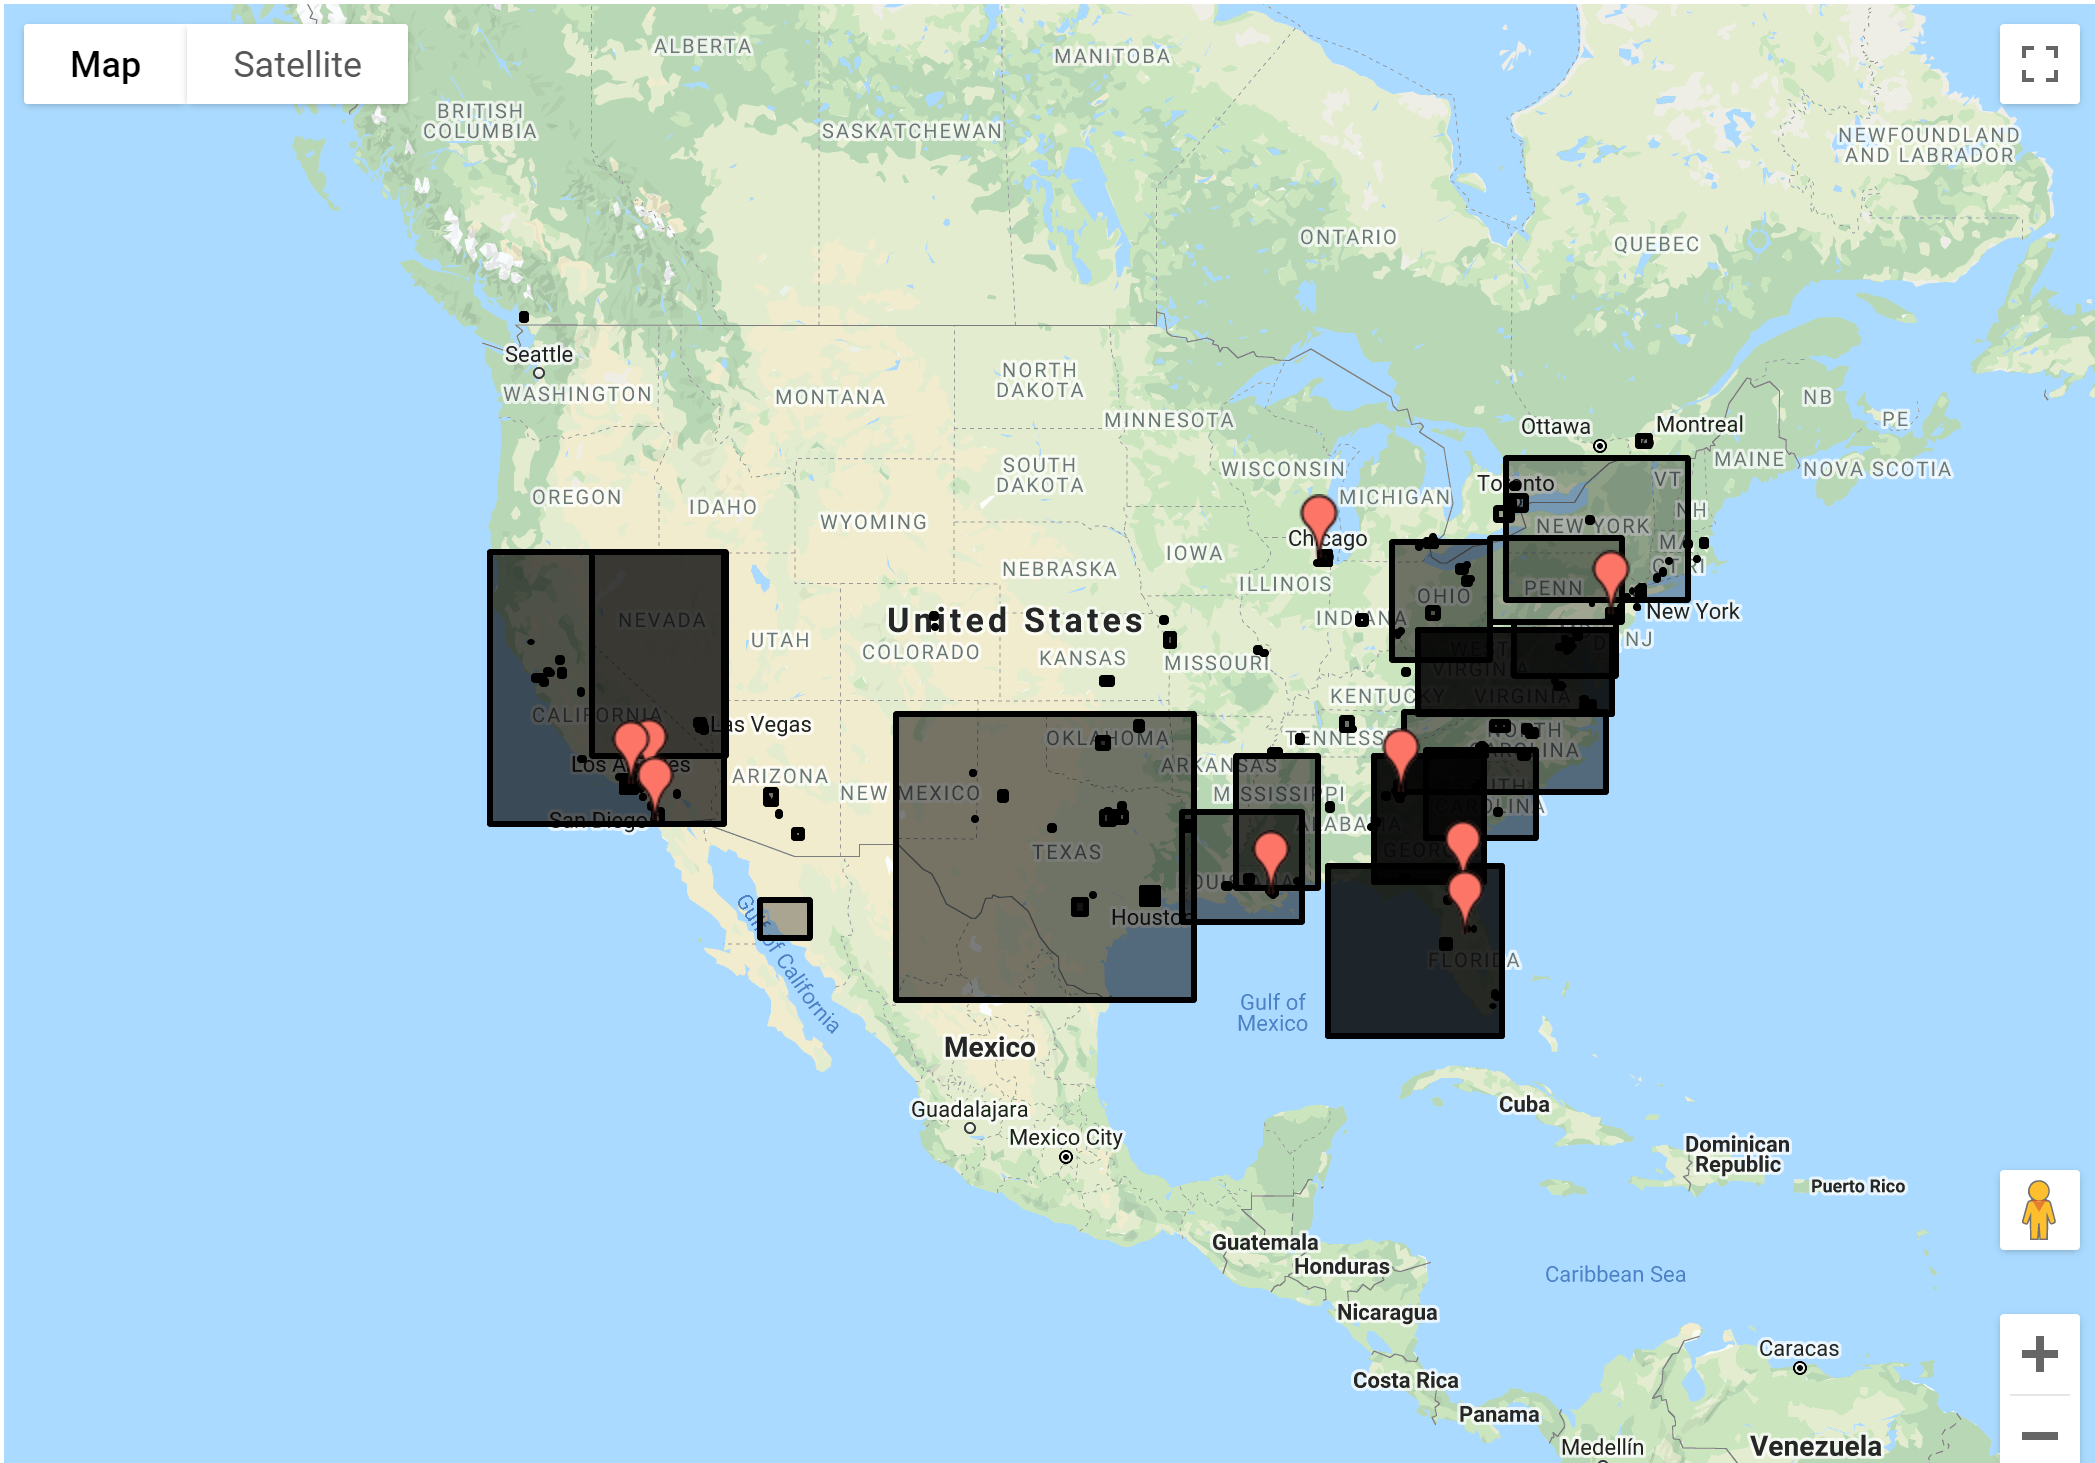 Map
Satellite
ALBERTA
MANITOBA
BRITISH
COLUMBIA
SASKATCHEWAN
NEWFOUNDLAND
AND LABRADOR
ONTARIO
QUEBEC
Seattle
WASHINGTON
MONTANA
NORTH
DAKOTA
MINNESOTA
NB
PE
Ottawa
Montreal
MAINE
NOVA SCOTIA
OREGON
IDAHO
SOUTH
DAKOTA
WISCONSIN
MICHIGAN
Toronto
VT
NH
WYOMING
NEW YORK
Chicago
IOWA
MA
CT RI
NEBRASKA
ILLINOIS
OHIO
PENN
New York
NEVADA
United States
INDIANA
UTAH
COLORADO
KANSAS
MISSOURI
WEST
VIRGINIA
NJ
KENTUCKY
VIRGINIA
CALIFORNIA
Las Vegas
OKLAHOMA
TENNESSEE
NORTH
CAROLINA
Los Angeles
ARIZONA
NEW MEXICO
ARKANSAS
MISSISSIPPI
SOUTH
CAROLINA
San Diego
ALABAMA
TEXAS
GEORGIA
LOUISIANA
Houston
Gulf of California
FLORIDA
Gulf of
Mexico
Mexico
Guadalajara
Mexico City
Cuba
Dominican
Republic
Puerto Rico
Guatemala
Honduras
Caribbean Sea
Nicaragua
Caracas
Costa Rica
Panama
Medellín
Venezuela